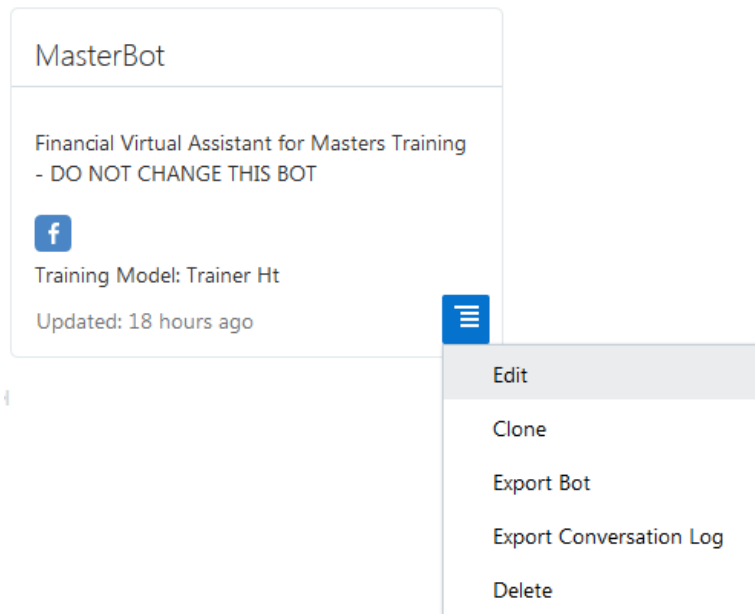 MasterBot
Financial Virtual Assistant for Masters Training
- DO NOT CHANGE THIS BOT
f
Training Model: Trainer Ht
Updated: 18 hours ago
Edit
Clone
Export Bot
Export Conversation Log
Delete